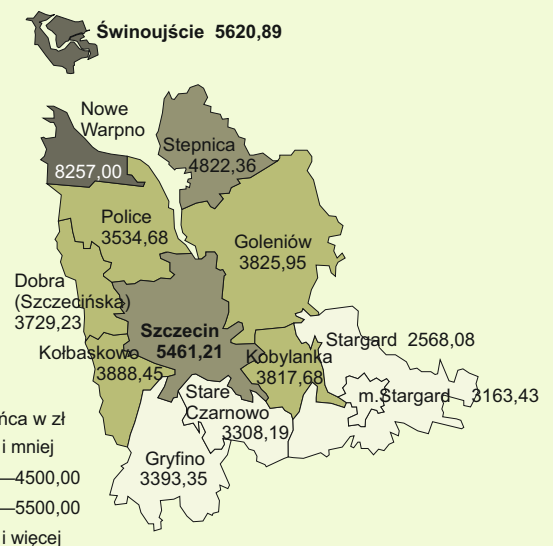 Świnoujście 5620,89
Nowe
Warpno
8257,00
Stepnica
4822,36
Police
3534,68
Goleniów
3825,95
Dobra
(Szczecińska)
3729,23
Szczecin
5461,21
Stargard 2568,08
Kołbaskowo
3888,45
Kobylanka
3817,68
Stare
Czarnowo
3308,19
m.Stargard 3163,43
Gryfino
3393,35
ńca w zł
i mniej
—4500,00
—5500,00
i więcej